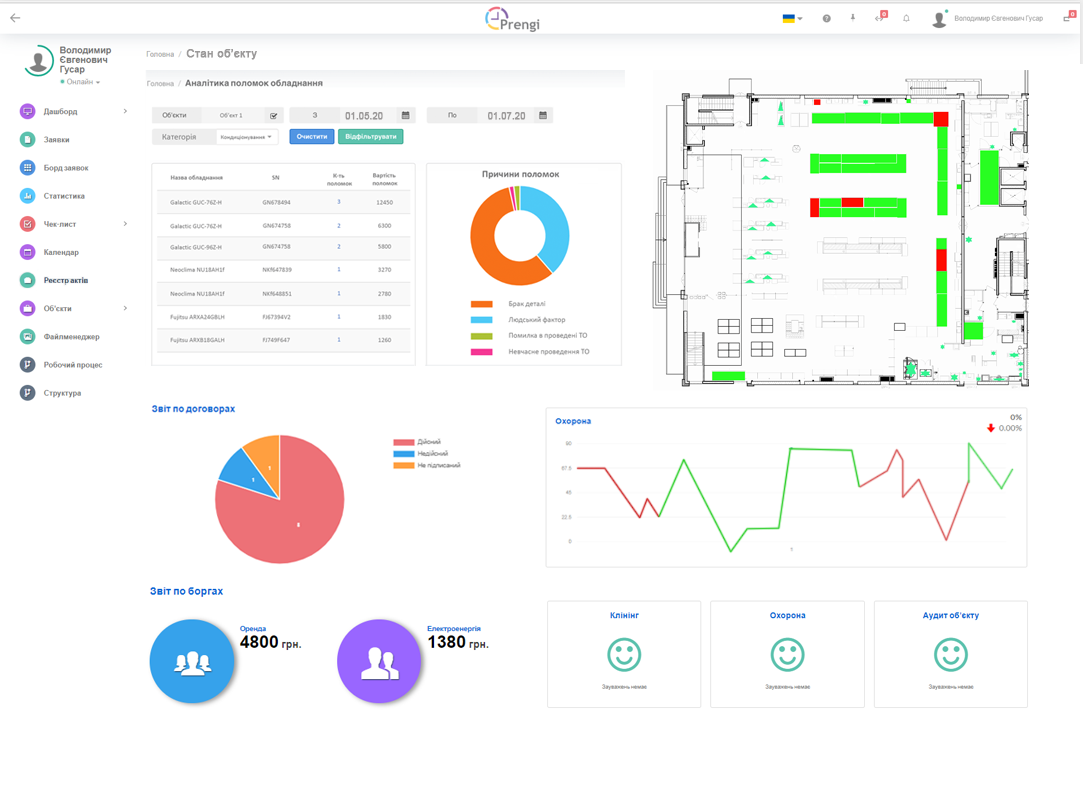 Prengi
0
Володимир Євгенович Гусар
0
Володимир
Євгенович
Гусар
Онлайн
Дашборд
Заявки
Борд заявок
Статистика
Чек-лист
Календар
Реєстр актів
Об'єкти
Файлменеджер
Робочий процес
Структура
Головна / Стан об'єкту
Головна / Аналітика поломок обладнання
Об'єкти Об'єкт 1 З 01.05.20 По 01.07.20
Категорія Кондиціонування Очистити Відфільтрувати
Назва обладнання SN К-ть поломок Вартість поломок
Galactic GUC-76Z-H GN678494 3 12450
Galactic GUC-76Z-H GN674758 2 6300
Galactic GUC-96Z-H GN674758 2 5800
Neoclima NU18AH1f NKf647839 1 3270
Neoclima NU18AH1f NKf648851 1 2780
Fujitsu ARXA24GBLH FJ67394V2 1 1830
Fujitsu ARXB18GALH FJ749F647 1 1260
Причини поломок
Брак деталі
Людський фактор
Помилка в проведені ТО
Невчасне проведення ТО
Звіт по договорах
8
1
1
Дійсний
Недійсний
Не підписаний
Охорона
0%
0.00%
90
67.5
45
22.5
0
1
Звіт по боргах
Оренда
4800 грн.
Електроенергія
1380 грн.
Клінінг
Зауважень немає
Охорона
Зауважень немає
Аудит об'єкту
Зауважень немає